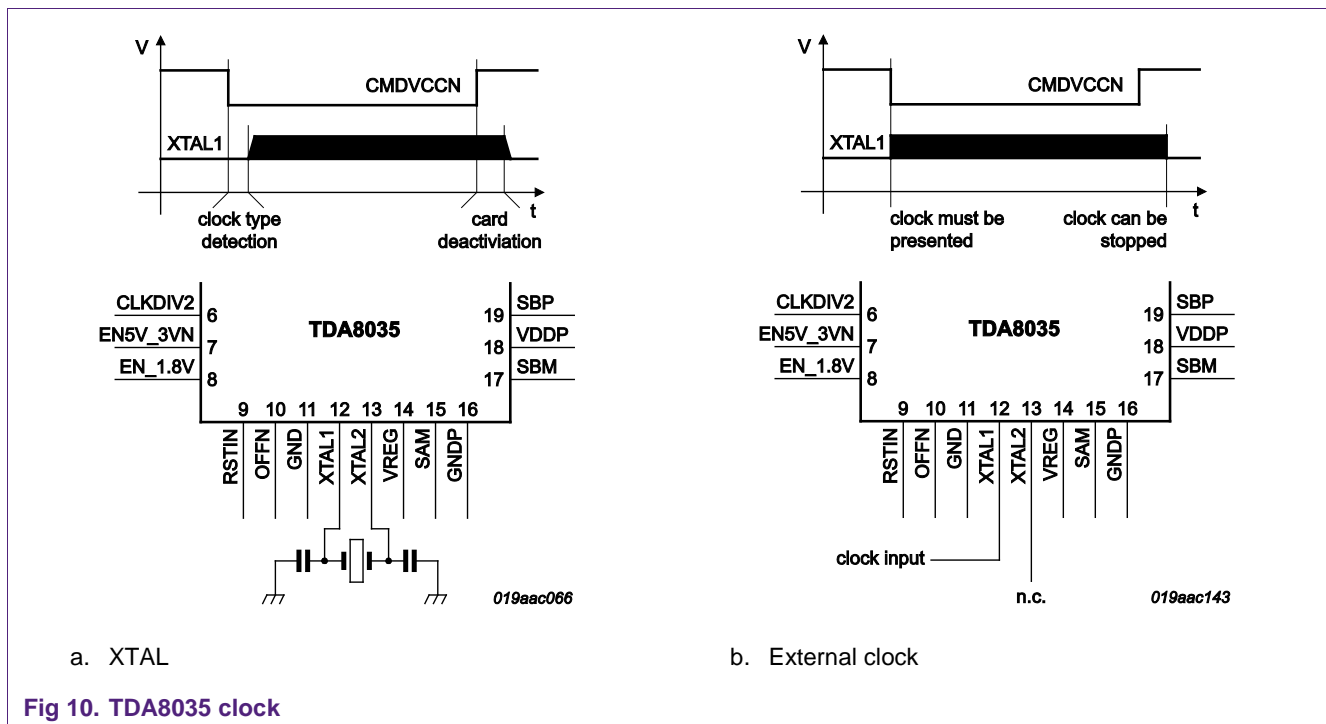 V
CMDVCCN
XTAL1
t
clock type
detection
card
deactiviation
CLKDIV2
6
EN5V_3VN
7
EN_1.8V
8
TDA8035
19
SBP
18
VDDP
17
SBM
9 10 11 12 13 14 15 16
RSTIN
OFFN
GND
XTAL1
XTAL2
VREG
SAM
GNDP
019aac066
a. XTAL
V
CMDVCCN
XTAL1
t
clock must be
presented
clock can be
stopped
CLKDIV2
6
EN5V_3VN
7
EN_1.8V
8
TDA8035
19
SBP
18
VDDP
17
SBM
9 10 11 12 13 14 15 16
RSTIN
OFFN
GND
XTAL1
XTAL2
VREG
SAM
GNDP
clock input
n.c.
019aac143
b. External clock
Fig 10. TDA8035 clock